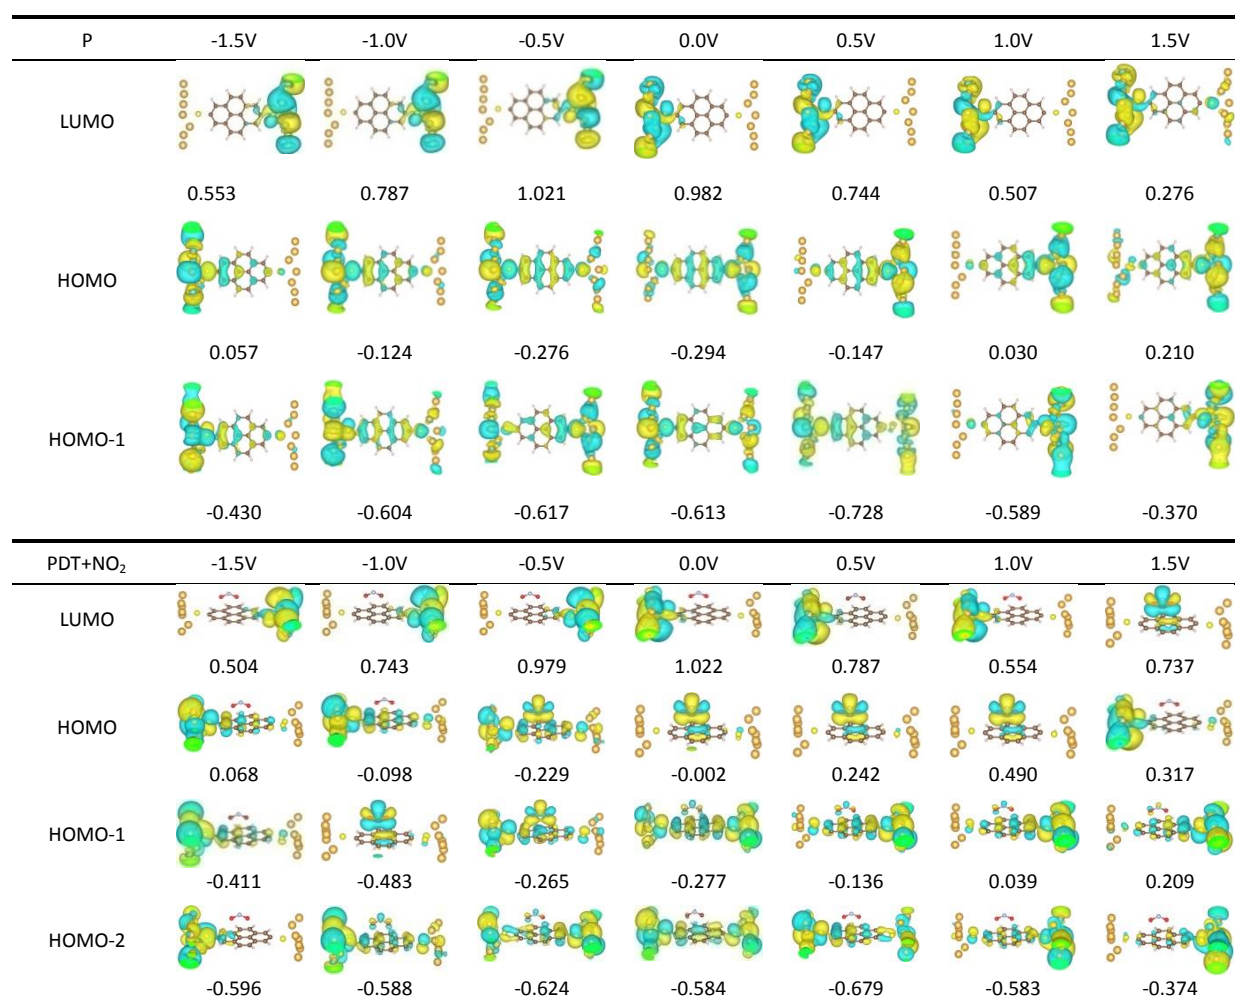 P -1.5V -1.0V -0.5V 0.0V 0.5V 1.0V 1.5V
LUMO
0.553 0.787 1.021 0.982 0.744 0.507 0.276
HOMO
0.057 -0.124 -0.276 -0.294 -0.147 0.030 0.210
HOMO-1
-0.430 -0.604 -0.617 -0.613 -0.728 -0.589 -0.370
PDT+NO₂ -1.5V -1.0V -0.5V 0.0V 0.5V 1.0V 1.5V
LUMO
0.504 0.743 0.979 1.022 0.787 0.554 0.737
HOMO
0.068 -0.098 -0.229 -0.002 0.242 0.490 0.317
HOMO-1
-0.411 -0.483 -0.265 -0.277 -0.136 0.039 0.209
HOMO-2
-0.596 -0.588 -0.624 -0.584 -0.679 -0.583 -0.374